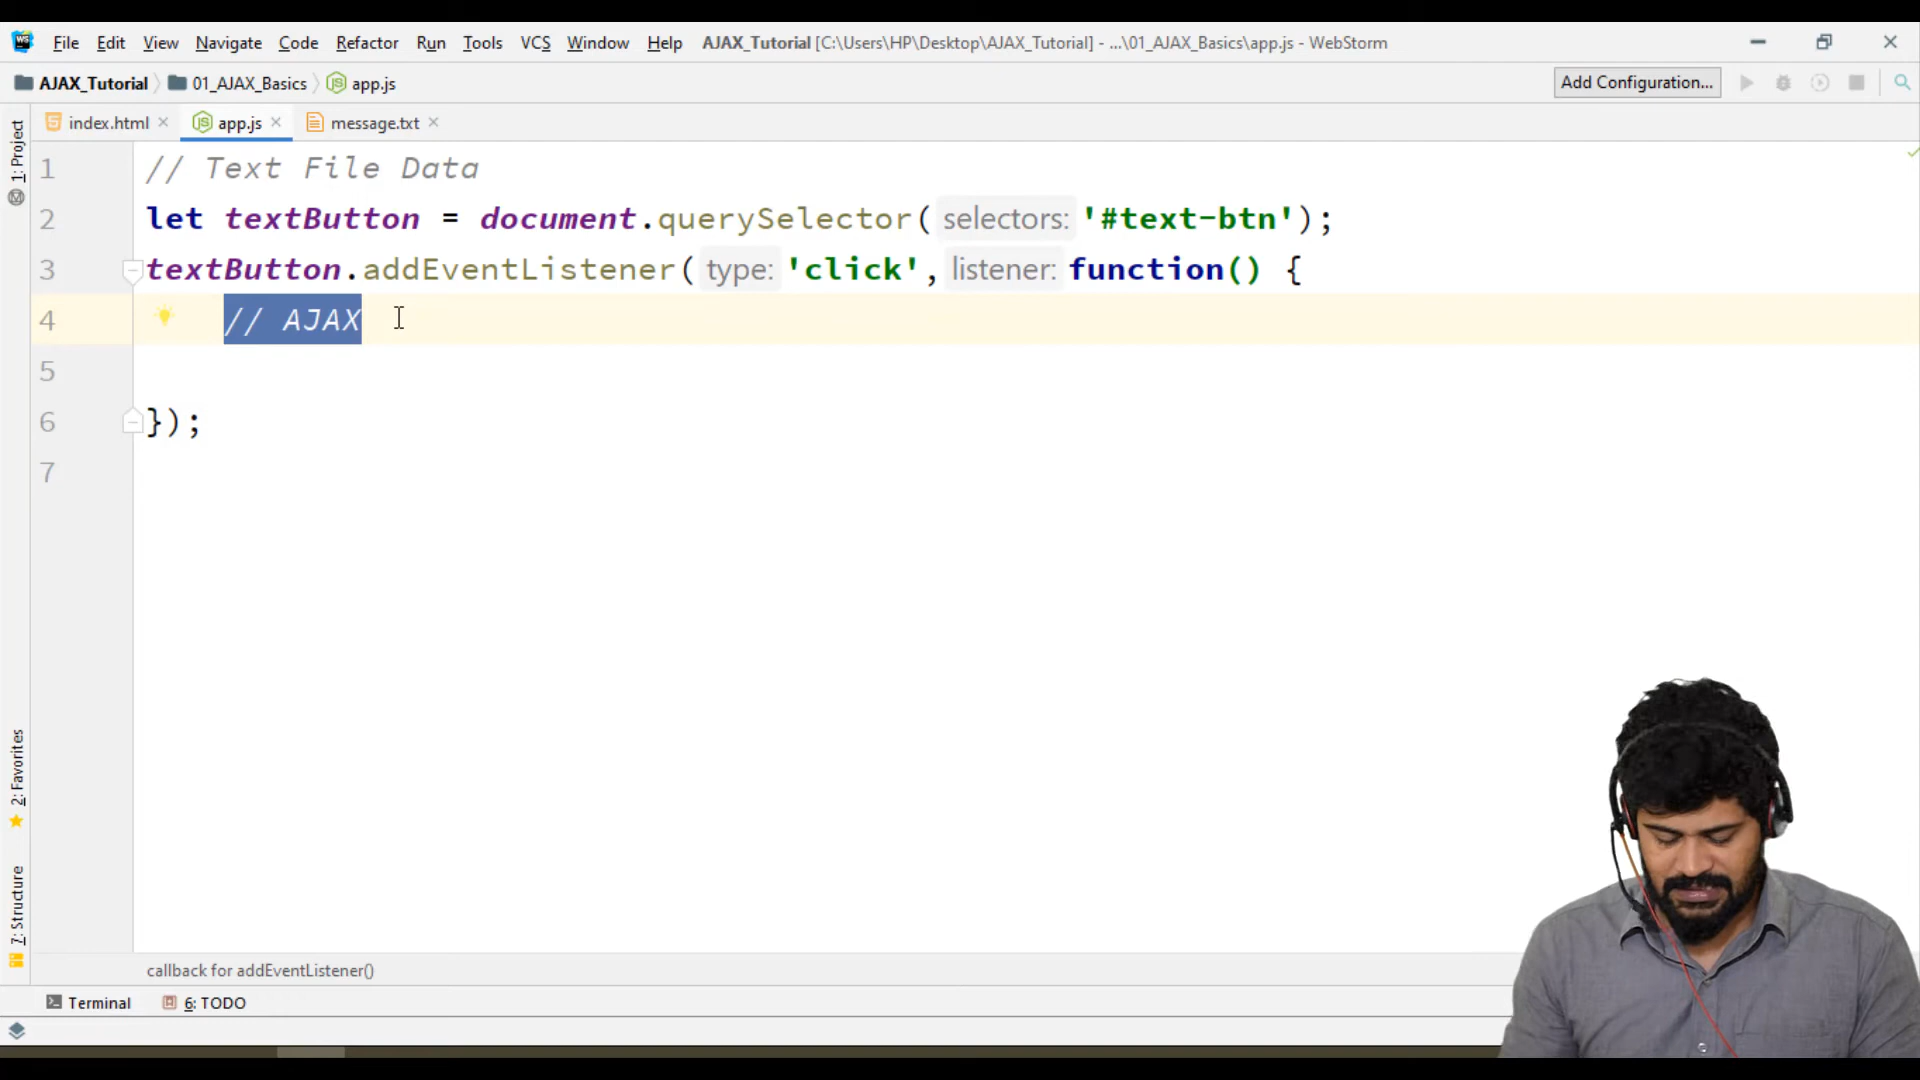 WS File Edit View Navigate Code Refactor Run Tools VCS Window Help AJAX_Tutorial [C:\Users\HP\Desktop\AJAX_Tutorial] - ...\01_AJAX_Basics\app.js - WebStorm
AJAX_Tutorial 01_AJAX_Basics app.js Add Configuration...
index.html app.js message.txt
1: Project
1 // Text File Data
2 let textButton = document.querySelector( selectors: '#text-btn');
3 textButton.addEventListener( type: 'click', listener: function() {
4 // AJAX
5
6 });
7
2: Favorites
7: Structure
callback for addEventListener()
Terminal 6: TODO